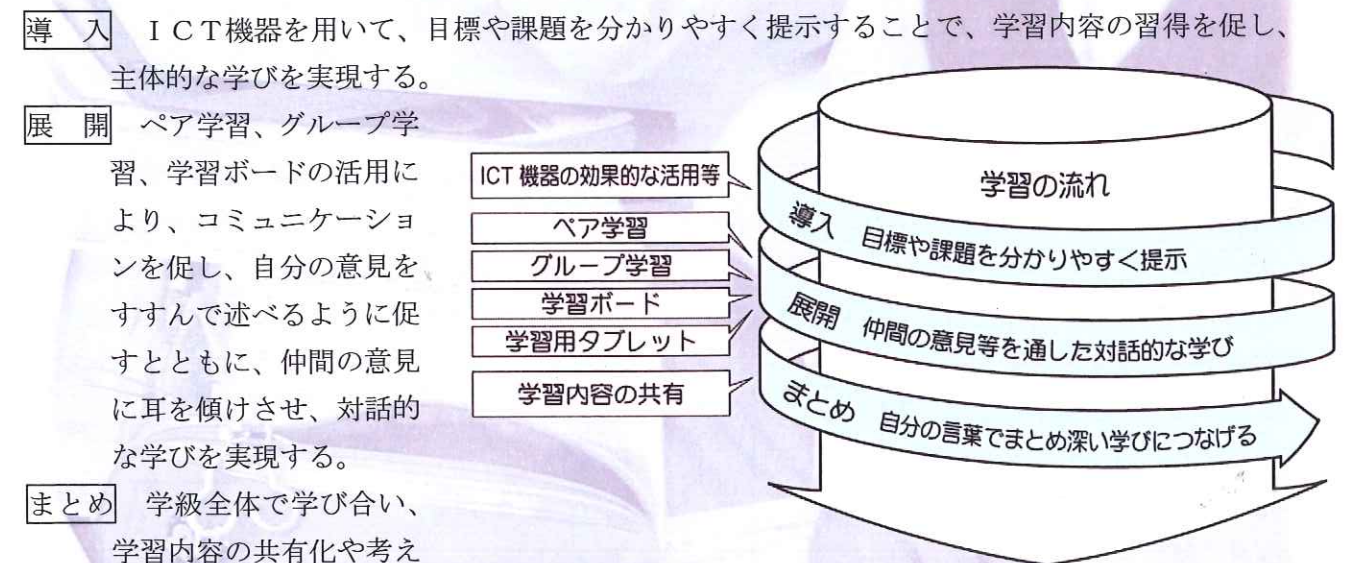 導　入　ＩＣＴ機器を用いて、目標や課題を分かりやすく提示することで、学習内容の習得を促し、
主体的な学びを実現する。
展　開　ペア学習、グループ学
習、学習ボードの活用に
より、コミュニケーショ
ンを促し、自分の意見を
すすんで述べるように促
すとともに、仲間の意見
に耳を傾けさせ、対話的
な学びを実現する。
まとめ　学級全体で学び合い、
学習内容の共有化や考え
ICT 機器の効果的な活用等
ペア学習
グループ学習
学習ボード
学習用タブレット
学習内容の共有
学習の流れ
導入　目標や課題を分かりやすく提示
展開　仲間の意見等を通した対話的な学び
まとめ　自分の言葉でまとめ深い学びにつなげる